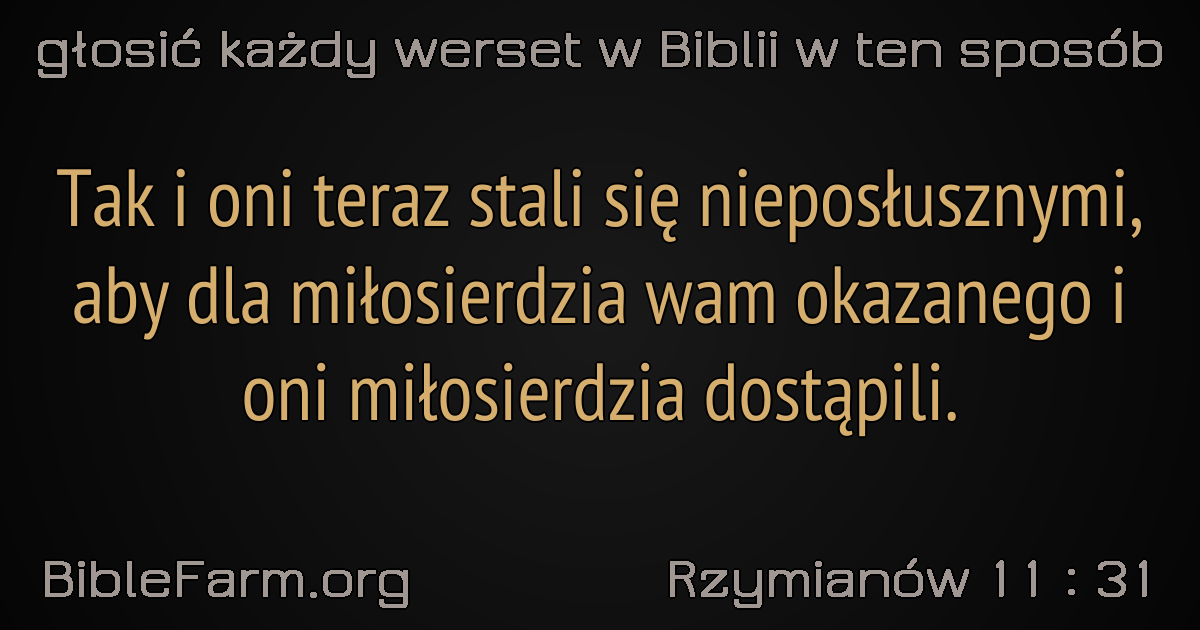 głosić każdy werset w Biblii w ten sposób
Tak i oni teraz stali się nieposłusznymi,
aby dla miłosierdzia wam okazanego i
oni miłosierdzia dostąpili.
BibleFarm.org
Rzymianów 11 : 31